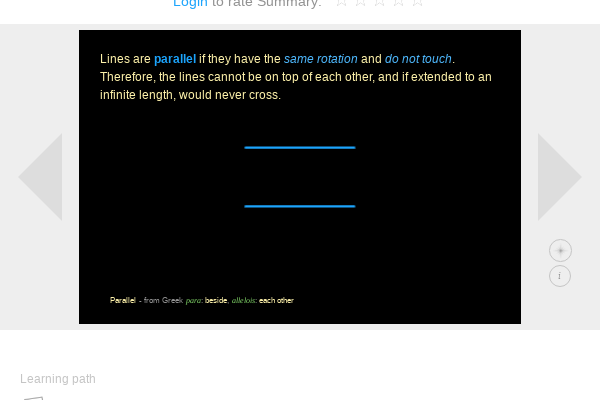 Login to rate Summary:
Lines are parallel if they have the same rotation and do not touch.
Therefore, the lines cannot be on top of each other, and if extended to an
infinite length, would never cross.
i
Parallel - from Greek para: beside, allelois: each other
Learning path